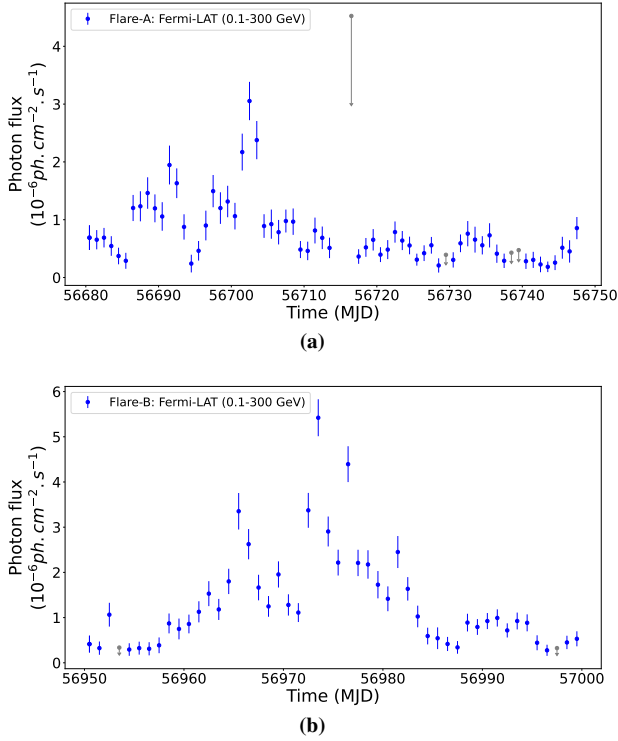 Flare-A: Fermi-LAT (0.1-300 GeV)
4
3
2
1
0
Photon flux
(10⁻⁶ph.cm⁻².s⁻¹)
56680 56690 56700 56710 56720 56730 56740 56750
Time (MJD)
(a)
Flare-B: Fermi-LAT (0.1-300 GeV)
6
5
4
3
2
1
0
Photon flux
(10⁻⁶ph.cm⁻².s⁻¹)
56950 56960 56970 56980 56990 57000
Time (MJD)
(b)